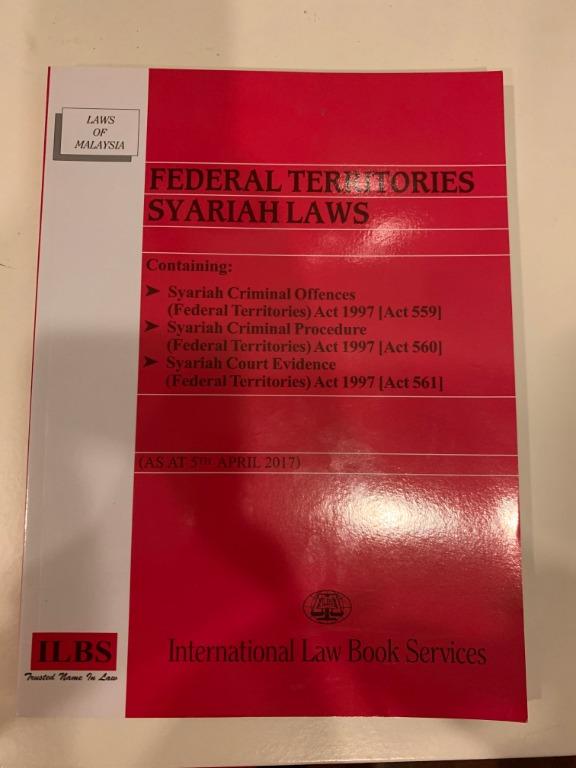 LAWS
OF
MALAYSIA
FEDERAL TERRITORIES
SYARIAH LAWS
Containing:
➤ Syariah Criminal Offences
(Federal Territories) Act 1997 [Act 559]
➤ Syariah Criminal Procedure
(Federal Territories) Act 1997 [Act 560]
➤ Syariah Court Evidence
(Federal Territories) Act 1997 [Act 561]
(AS AT 5TH APRIL 2017)
International Law Book Services
ILBS
Trusted Name In Law